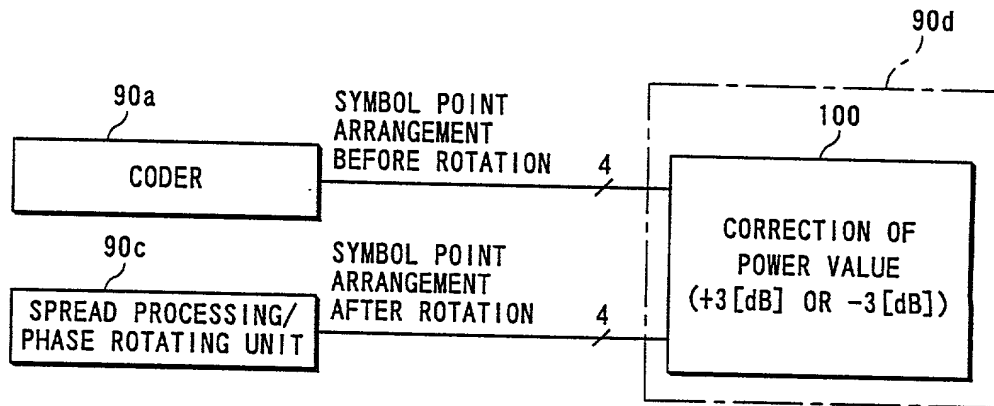 90d
90a
SYMBOL POINT
ARRANGEMENT
BEFORE ROTATION
100
CODER
4
CORRECTION OF
POWER VALUE
(+3[dB] OR -3[dB])
90c
SYMBOL POINT
ARRANGEMENT
AFTER ROTATION
SPREAD PROCESSING/
PHASE ROTATING UNIT
4